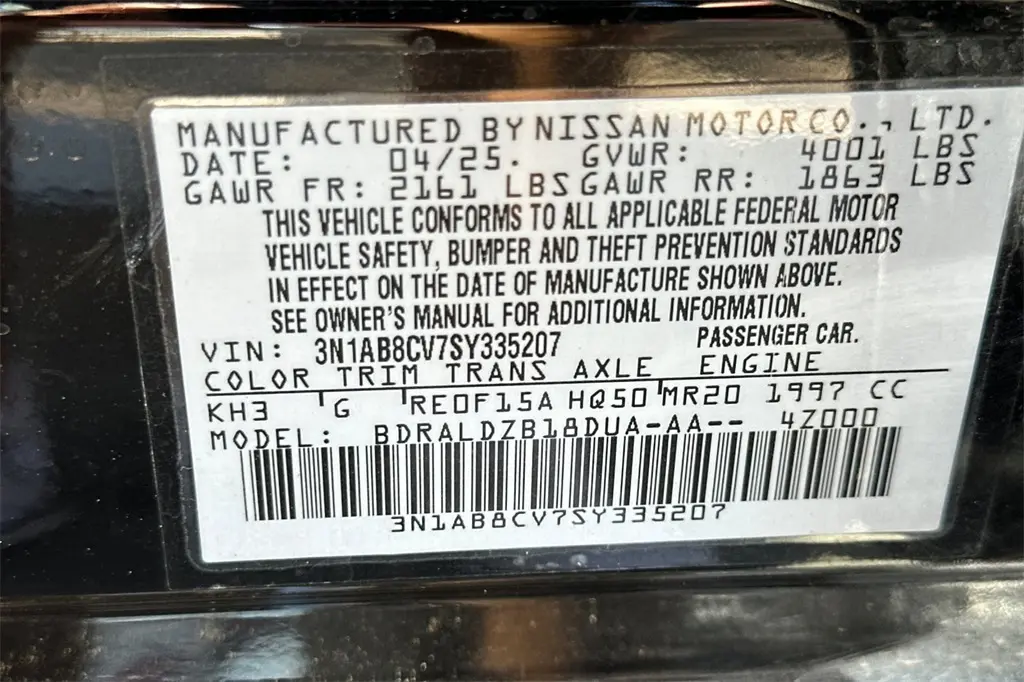 MANUFACTURED BY NISSAN MOTOR CO., LTD.
DATE: 04/25. GVWR: 4001 LBS
GAWR FR: 2161 LBS GAWR RR: 1863 LBS
THIS VEHICLE CONFORMS TO ALL APPLICABLE FEDERAL MOTOR
VEHICLE SAFETY, BUMPER AND THEFT PREVENTION STANDARDS
IN EFFECT ON THE DATE OF MANUFACTURE SHOWN ABOVE.
SEE OWNER'S MANUAL FOR ADDITIONAL INFORMATION.
VIN: 3N1AB8CV7SY335207 PASSENGER CAR.
COLOR TRIM TRANS AXLE ENGINE
KH3 G RE0F15A HQ50 MR20 1997 CC
MODEL: BDRALDZB18DUA-AA-- 4Z000
3N1AB8CV7SY335207